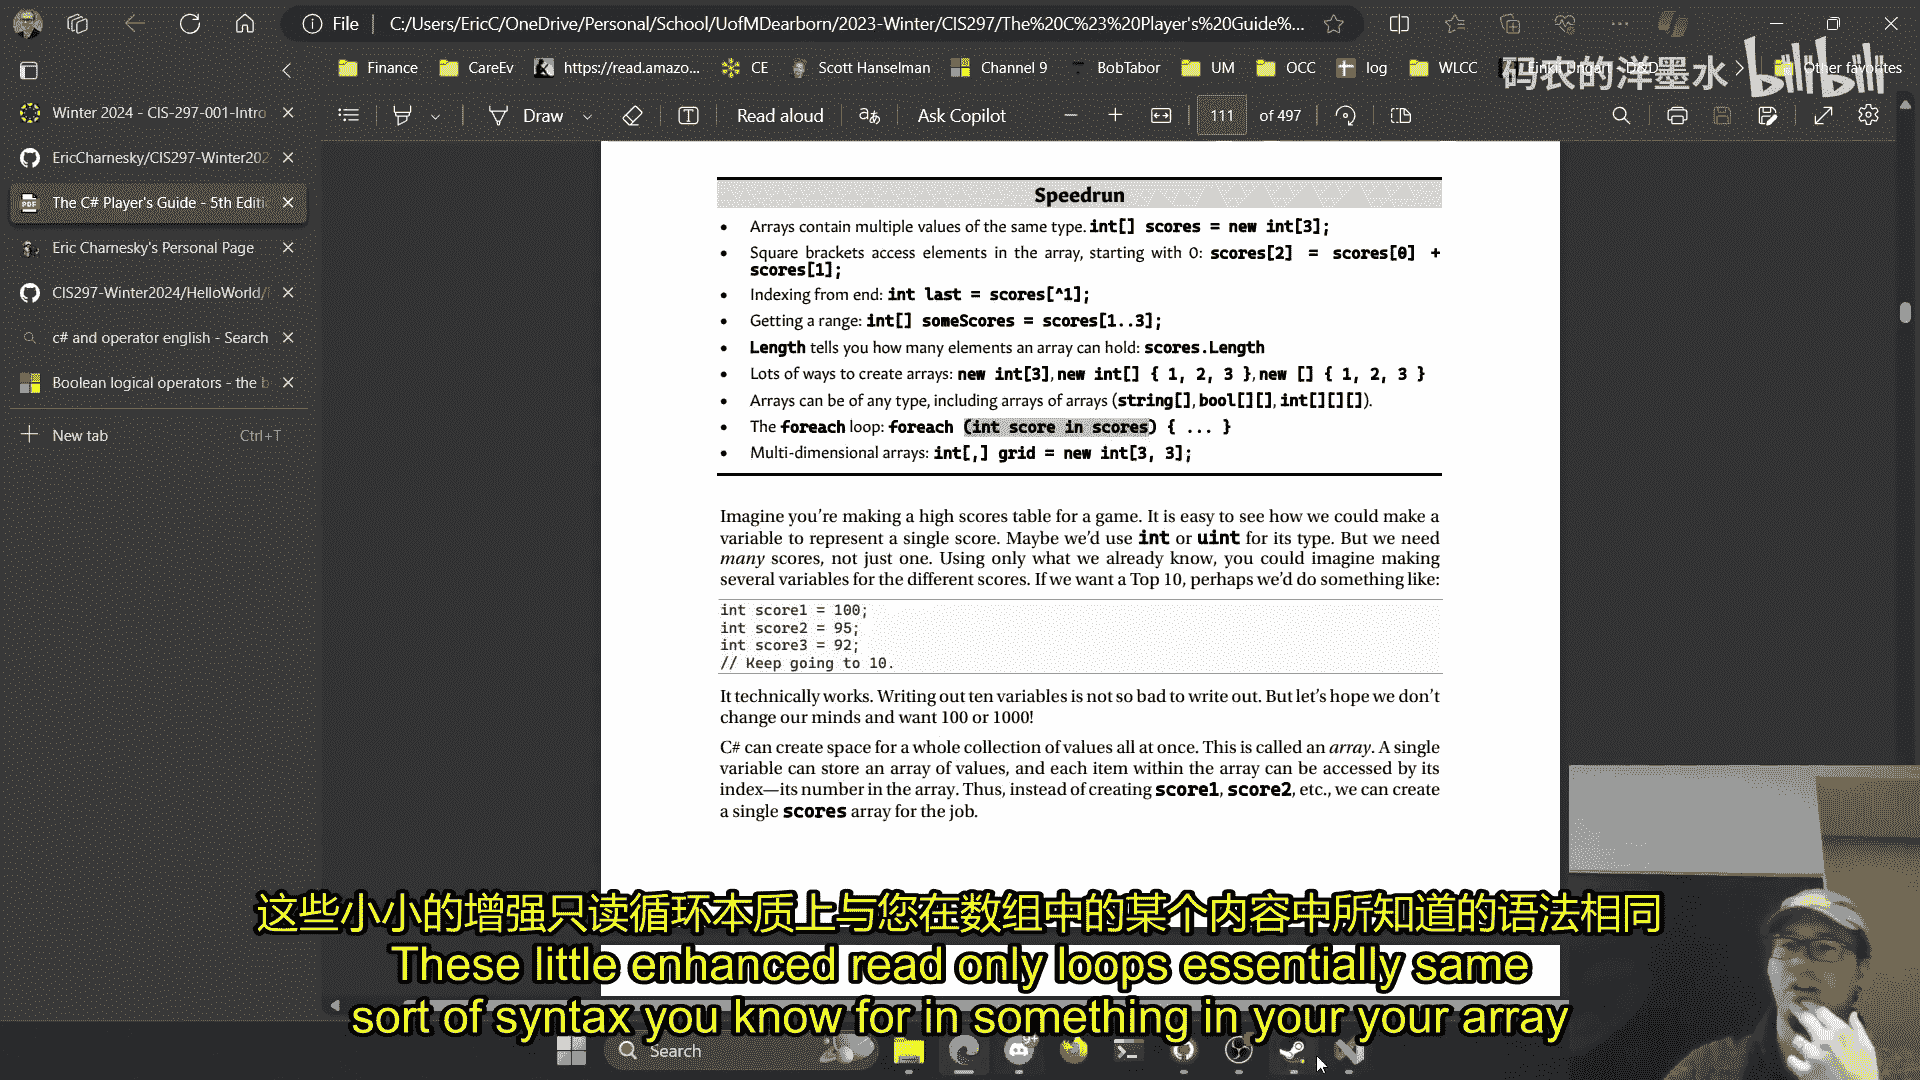 File
C:/Users/EricC/OneDrive/Personal/School/UofMDearborn/2023-Winter/CIS297/The%20C%23%20Player's%20Guide%...
Finance
CareEv
https://read.amazo...
CE
Scott Hanselman
Channel 9
BobTabor
UM
OCC
log
WLCC
Other favorites
码农的洋墨水
bilibili
Winter 2024 - CIS-297-001-Intro
EricCharnesky/CIS297-Winter202
The C# Player's Guide - 5th Editi
Eric Charnesky's Personal Page
CIS297-Winter2024/HelloWorld/
c# and operator english - Search
Boolean logical operators - the b
New tab
Ctrl+T
Draw
Read aloud
aあ
Ask Copilot
111
of 497
Speedrun
• Arrays contain multiple values of the same type. int[] scores = new int[3];
• Square brackets access elements in the array, starting with 0: scores[2] = scores[0] +
scores[1];
• Indexing from end: int last = scores[^1];
• Getting a range: int[] someScores = scores[1..3];
• Length tells you how many elements an array can hold: scores.Length
• Lots of ways to create arrays: new int[3], new int[] { 1, 2, 3 }, new [] { 1, 2, 3 }
• Arrays can be of any type, including arrays of arrays (string[], bool[][], int[][][]).
• The foreach loop: foreach (int score in scores) { ... }
• Multi-dimensional arrays: int[,] grid = new int[3, 3];
Imagine you’re making a high scores table for a game. It is easy to see how we could make a
variable to represent a single score. Maybe we’d use int or uint for its type. But we need
many scores, not just one. Using only what we already know, you could imagine making
several variables for the different scores. If we want a Top 10, perhaps we’d do something like:
int score1 = 100;
int score2 = 95;
int score3 = 92;
// Keep going to 10.
It technically works. Writing out ten variables is not so bad to write out. But let’s hope we don’t
change our minds and want 100 or 1000!
C# can create space for a whole collection of values all at once. This is called an array. A single
variable can store an array of values, and each item within the array can be accessed by its
index—its number in the array. Thus, instead of creating score1, score2, etc., we can create
a single scores array for the job.
这些小小的增强只读循环本质上与您在数组中的某个内容中所知道的语法相同
These little enhanced read only loops essentially same
sort of syntax you know for in something in your your array
Search